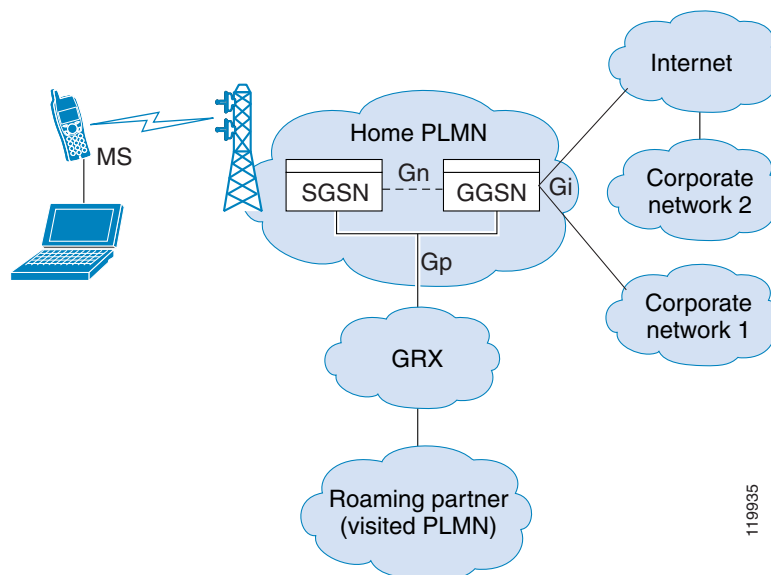 Internet
Home PLMN
MS
Gn
SGSN
GGSN
Gi
Corporate
network 2
Gp
Corporate
network 1
GRX
Roaming partner
(visited PLMN)
119935